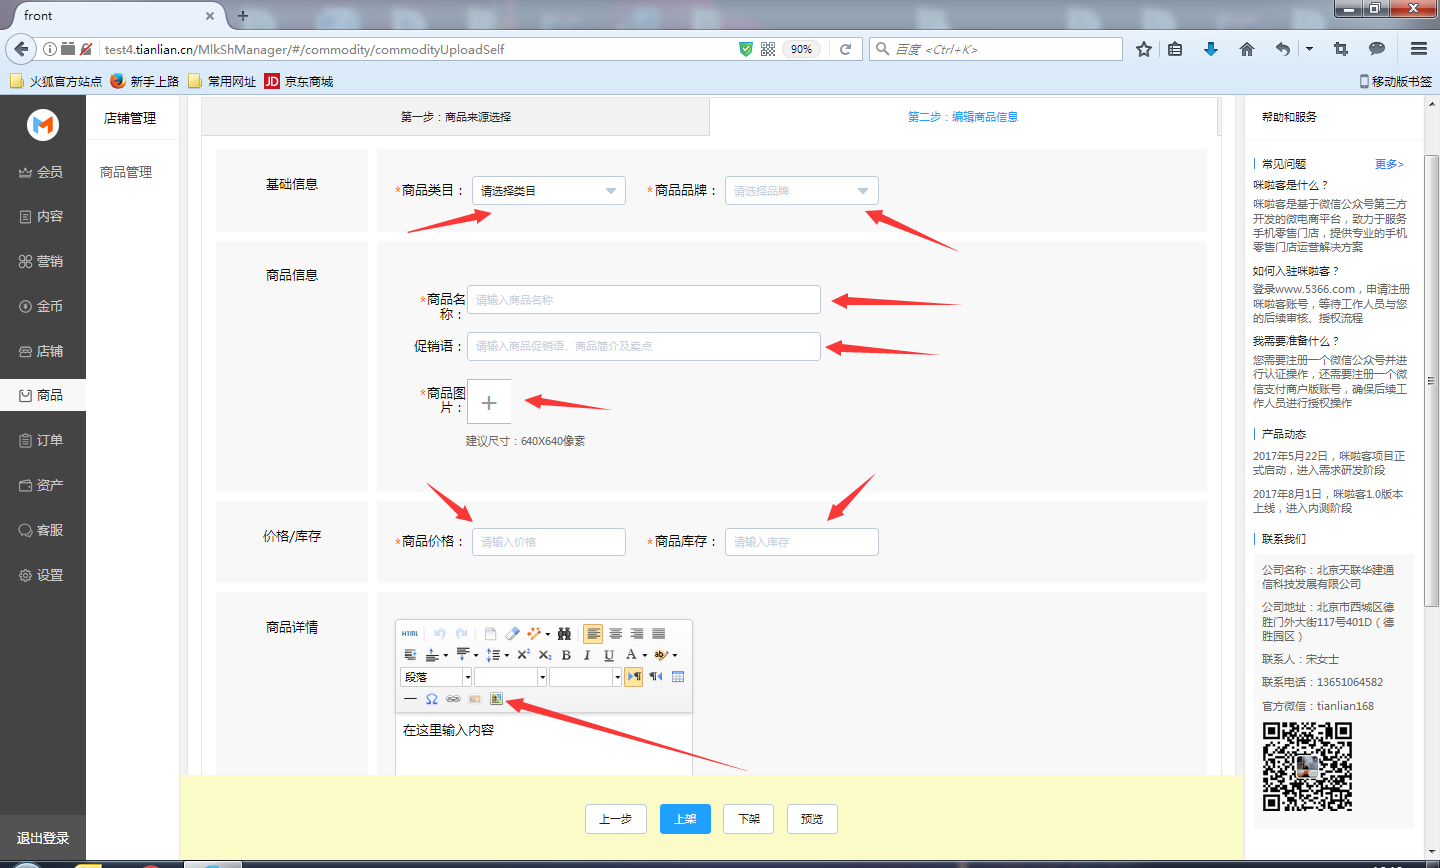 front
test4.tianlian.cn/MlkShManager/#/commodity/commodityUploadSelf
90%
百度 <Ctrl+K>
火狐官方站点
新手上路
常用网址
JD
京东商城
移动版书签
会员
内容
营销
金币
店铺
商品
订单
资产
客服
设置
退出登录
店铺管理
商品管理
第一步：商品来源选择
第二步：编辑商品信息
基础信息
*商品类目：
请选择类目
*商品品牌：
请选择品牌
商品信息
*商品名
称：
请输入商品名称
促销语：
请输入商品促销语、商品简介及卖点
*商品图
片：
建议尺寸：640X640像素
价格/库存
*商品价格：
请输入价格
*商品库存：
请输入库存
商品详情
HTML
段落
在这里输入内容
上一步
上架
下架
预览
帮助和服务
常见问题
更多>
咪啦客是什么？
咪啦客是基于微信公众号第三方
开发的微电商平台，致力于服务
手机零售门店，提供专业的手机
零售门店运营解决方案
如何入驻咪啦客？
登录www.5366.com，申请注册
咪啦客账号，等待工作人员与您
的后续审核、授权流程
我需要准备什么？
您需要注册一个微信公众号并进
行认证操作，还需要注册一个微
信支付商户版账号，确保后续工
作人员进行授权操作
产品动态
2017年5月22日，咪啦客项目正
式启动，进入需求研发阶段
2017年8月1日，咪啦客1.0版本
上线，进入内测阶段
联系我们
公司名称：北京天联华建通
信科技发展有限公司
公司地址：北京市西城区德
胜门外大街117号401D（德
胜园区）
联系人：宋女士
联系电话：13651064582
官方微信：tianlian168